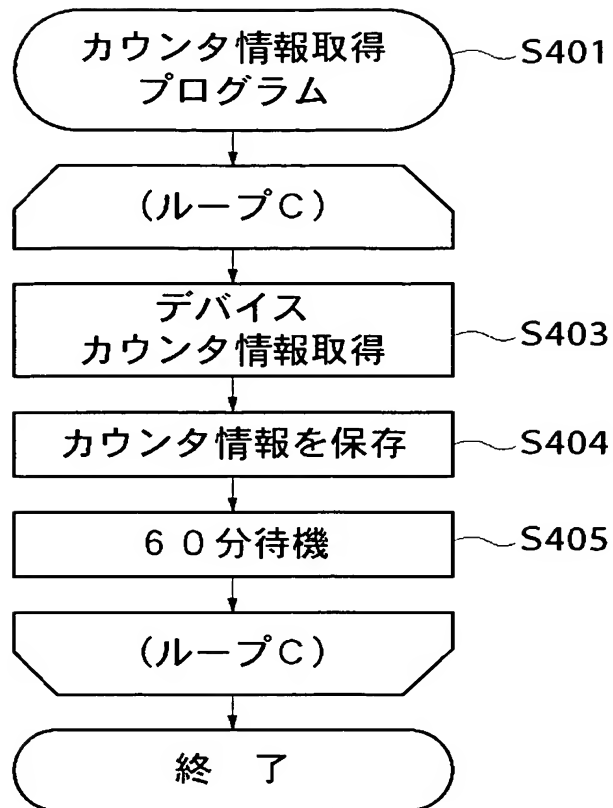 カウンタ情報取得
プログラム
S401
(ループC)
デバイス
カウンタ情報取得
S403
カウンタ情報を保存
S404
60分待機
S405
(ループC)
終 了